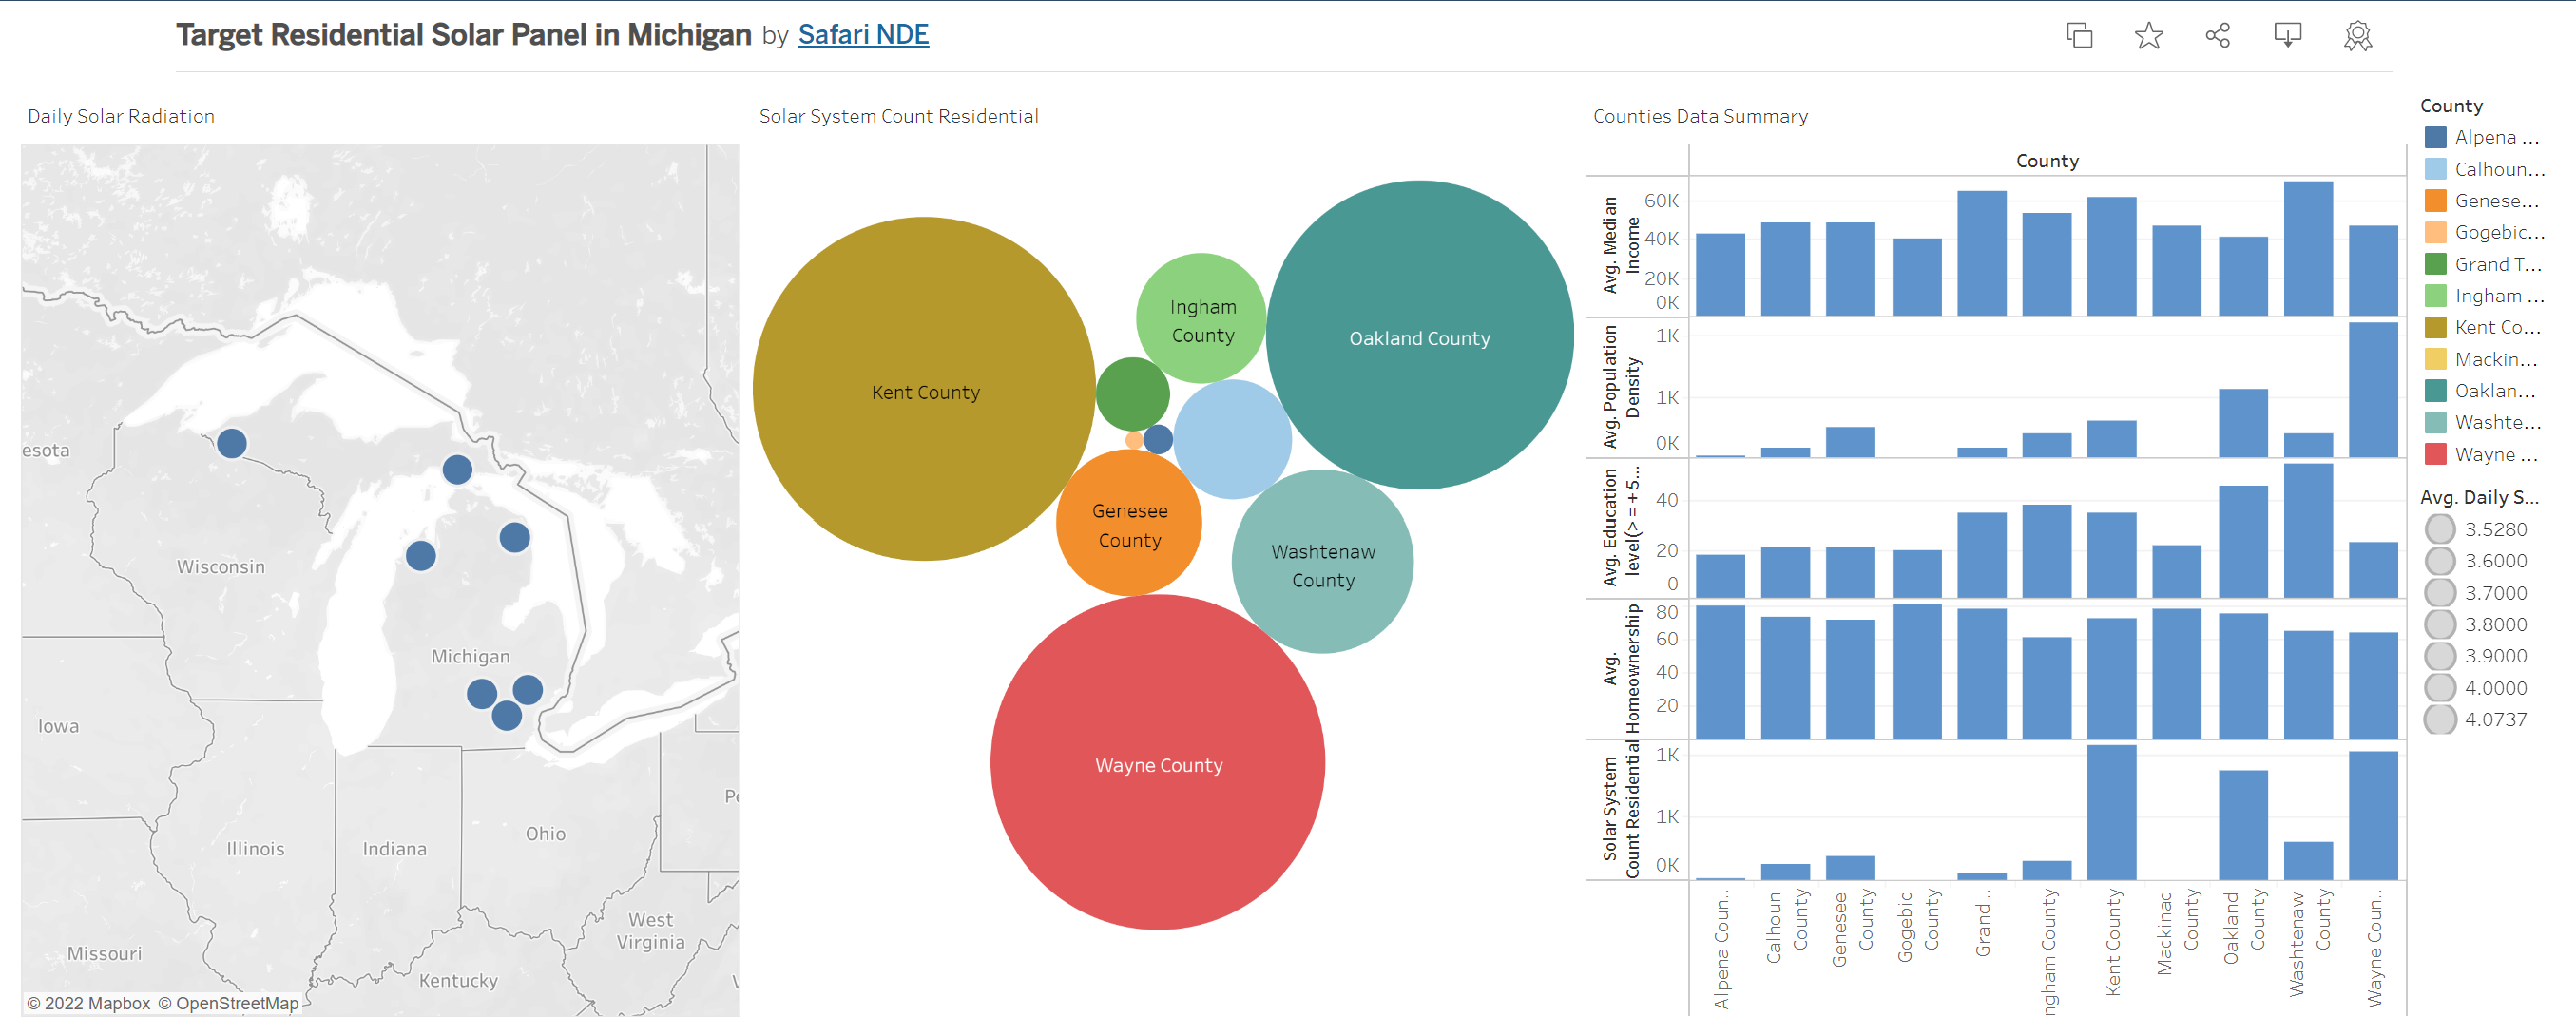 Target Residential Solar Panel in Michigan by Safari NDE
Daily Solar Radiation
esota
Wisconsin
Michigan
Iowa
Illinois
Indiana
Ohio
West
Virginia
Missouri
Kentucky
© 2022 Mapbox © OpenStreetMap
Solar System Count Residential
Kent County
Ingham
County
Oakland County
Genesee
County
Washtenaw
County
Wayne County
Counties Data Summary
County
Avg. Median
Income
60K
40K
20K
0K
Avg. Population
Density
1K
1K
0K
Avg. Education
level(> = + 5...
40
20
0
Avg.
Homeownership
80
60
40
20
Solar System
Count Residential
1K
1K
0K
Alpena Coun..
Calhoun
County
Genesee
County
Gogebic
County
Grand ..
ngham County
Kent County
Mackinac
County
Oakland
County
Washtenaw
County
Wayne Coun..
County
Alpena ...
Calhoun...
Genese...
Gogebic...
Grand T...
Ingham ...
Kent Co...
Mackin...
Oaklan...
Washte...
Wayne ...
Avg. Daily S...
3.5280
3.6000
3.7000
3.8000
3.9000
4.0000
4.0737